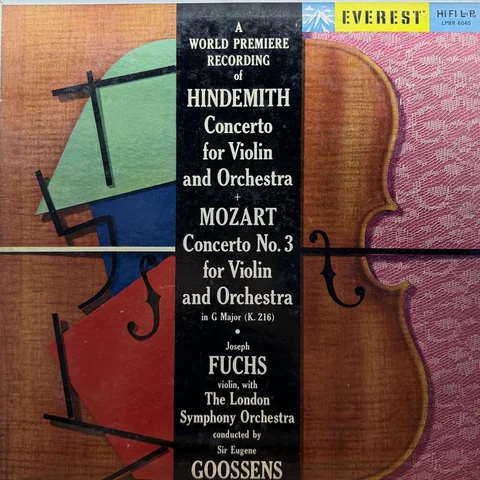 EVEREST®
HI-FI L·P.
LPBR 6040
A
WORLD PREMIERE
RECORDING
of
HINDEMITH
Concerto
for Violin
and Orchestra
+
MOZART
Concerto No. 3
for Violin
and Orchestra
in G Major (K. 216)
•
Joseph
FUCHS
violin, with
The London
Symphony Orchestra
conducted by
Sir Eugene
GOOSSENS